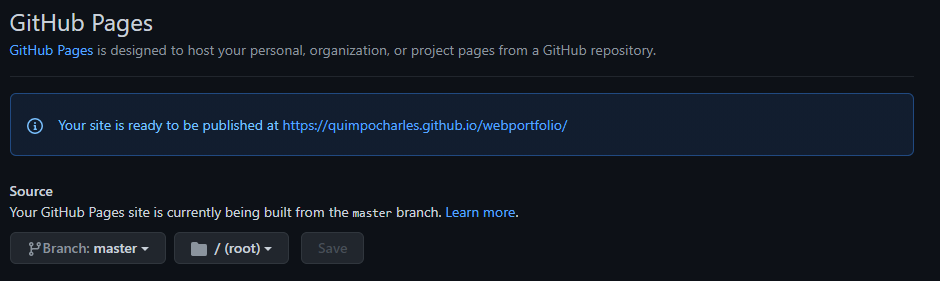 GitHub Pages
GitHub Pages is designed to host your personal, organization, or project pages from a GitHub repository.
Your site is ready to be published at https://quimpocharles.github.io/webportfolio/
Source
Your GitHub Pages site is currently being built from the master branch. Learn more.
Branch: master / (root) Save